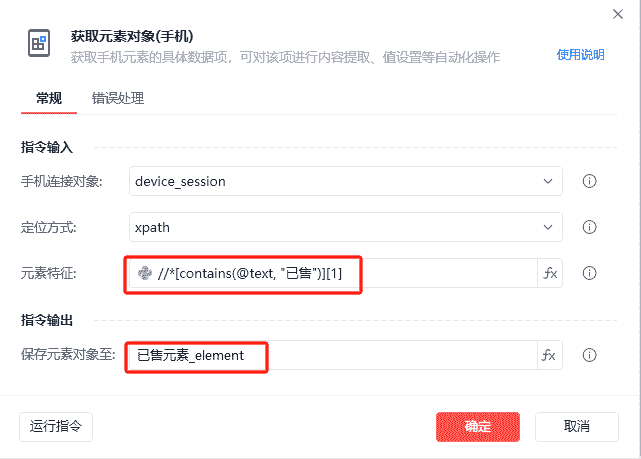 获取元素对象(手机)
获取手机元素的具体数据项，可对该项进行内容提取、值设置等自动化操作
使用说明
常规 错误处理
指令输入
手机连接对象: device_session
定位方式: xpath
元素特征: //*[contains(@text, "已售")][1] fx
指令输出
保存元素对象至: 已售元素_element fx
运行指令 确定 取消